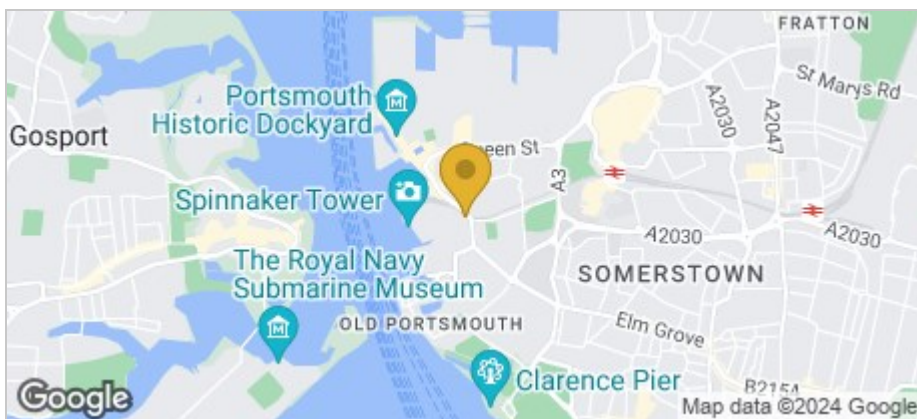 FRATTON
St Marys Rd
A2030
A2047
Portsmouth
Historic Dockyard
Gosport
Queen St
A3
Spinnaker Tower
A2030
A2030
The Royal Navy
Submarine Museum
SOMERSTOWN
OLD PORTSMOUTH
Elm Grove
Clarence Pier
B2154
Google
Map data ©2024 Google